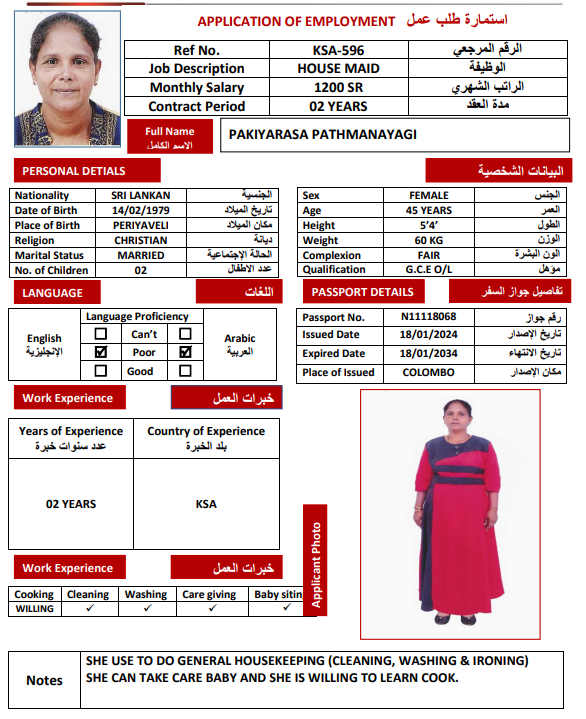 APPLICATION OF EMPLOYMENT استمارة طلب عمل
Ref No. KSA-596 الرقم المرجعي
Job Description HOUSE MAID الوظيفة
Monthly Salary 1200 SR الراتب الشهري
Contract Period 02 YEARS مدة العقد
Full Name
الاسم الكامل
PAKIYARASA PATHMANAYAGI
PERSONAL DETIALS البيانات الشخصية
Nationality SRI LANKAN الجنسية
Date of Birth 14/02/1979 تاريخ الميلاد
Place of Birth PERIYAVELI مكان الميلاد
Religion CHRISTIAN ديانة
Marital Status MARRIED الحالة الإجتماعية
No. of Children 02 عدد الاطفال
Sex FEMALE الجنس
Age 45 YEARS العمر
Height 5'4' الطول
Weight 60 KG الوزن
Complexion FAIR الون البشرة
Qualification G.C.E O/L مؤهل
LANGUAGE اللغات
Language Proficiency
English
الإنجليزية
Can't
Poor
Good
Arabic
العربية
PASSPORT DETAILS تفاصيل جواز السفر
Passport No. N11118068 رقم جواز
Issued Date 18/01/2024 تاريخ الإصدار
Expired Date 18/01/2034 تاريخ الانتهاء
Place of Issued COLOMBO مكان الإصدار
Work Experience خبرات العمل
Years of Experience Country of Experience
عدد سنوات خبرة بلد الخبرة
02 YEARS KSA
Work Experience خبرات العمل
Cooking Cleaning Washing Care giving Baby siting
WILLING ✓ ✓ ✓ ✓
Applicant Photo
Notes
SHE USE TO DO GENERAL HOUSEKEEPING (CLEANING, WASHING & IRONING)
SHE CAN TAKE CARE BABY AND SHE IS WILLING TO LEARN COOK.